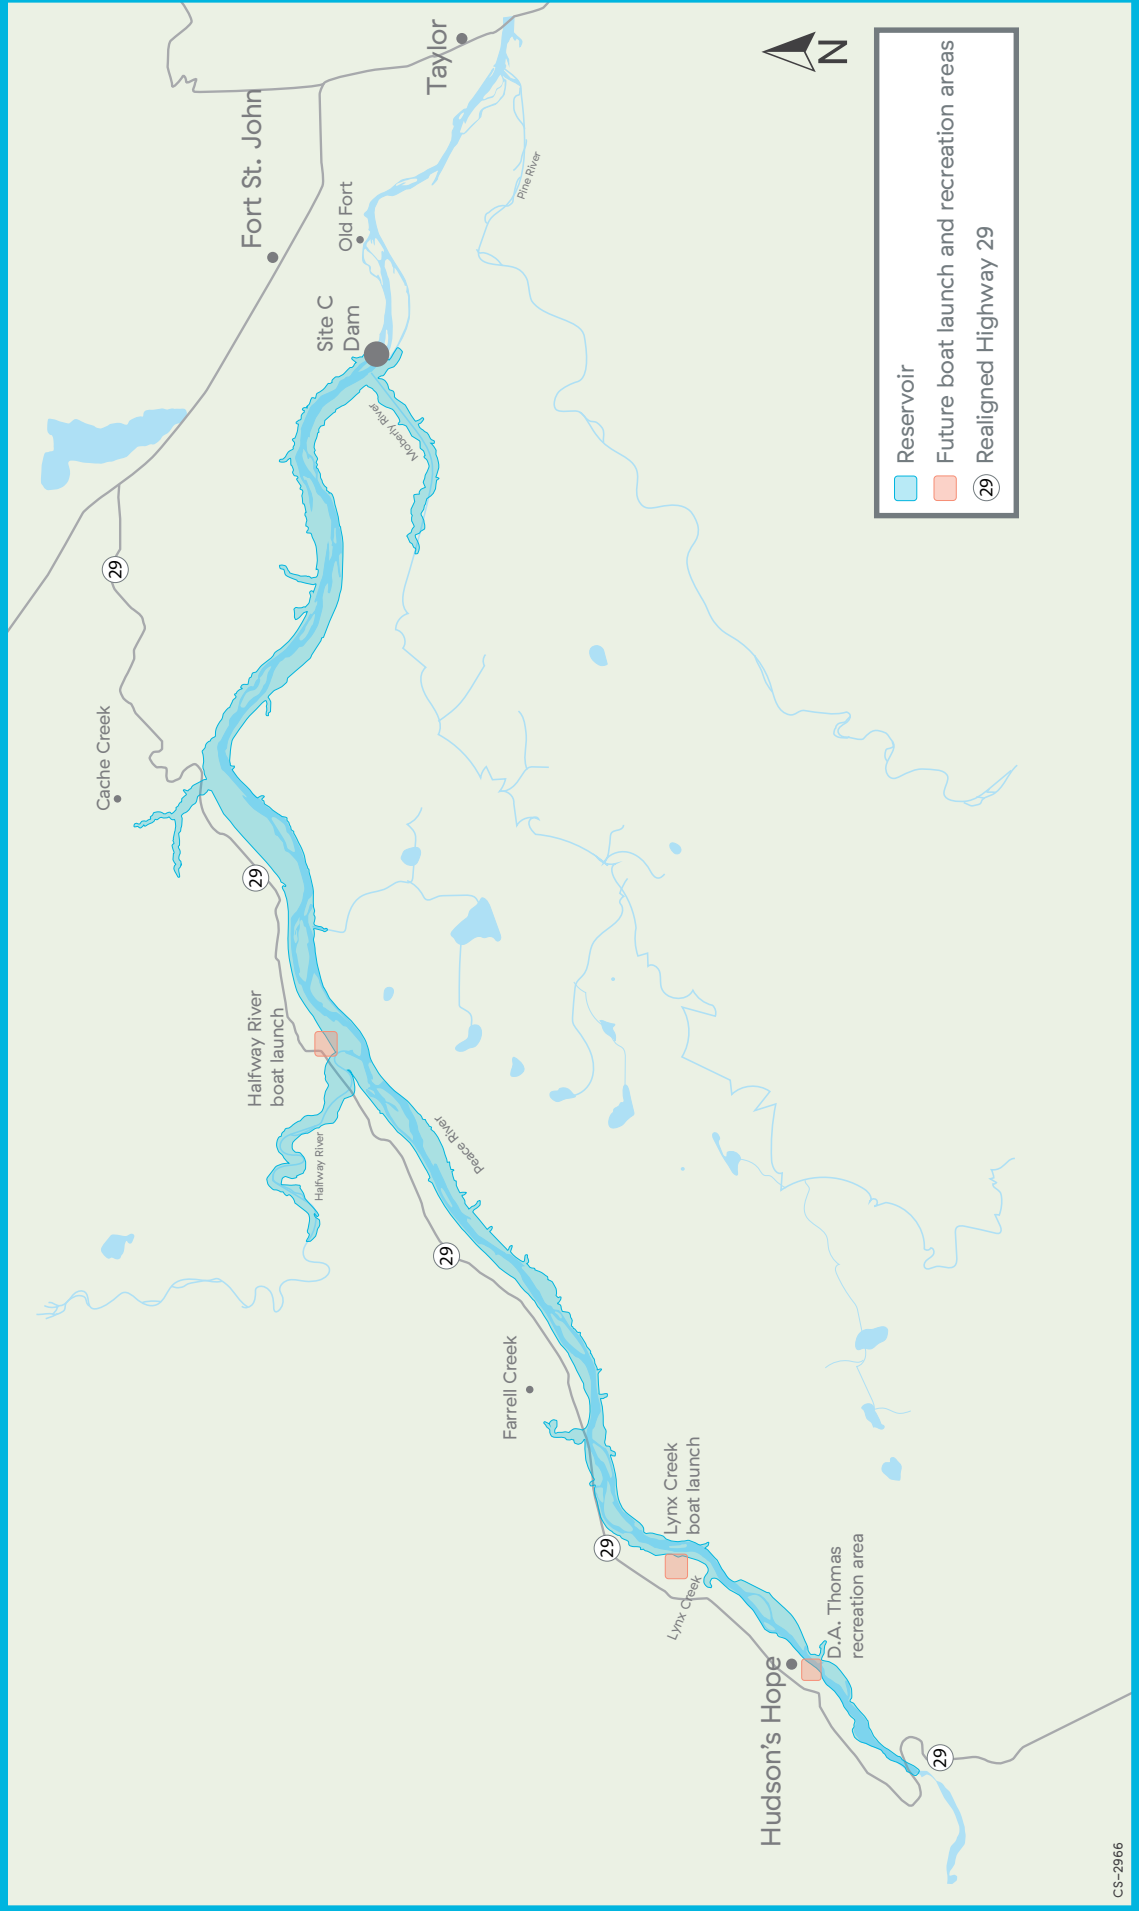 Fort St. John
Taylor
Old Fort
Site C
Dam
Pine River
Moberly River
29
Cache Creek
29
Halfway River
boat launch
Halfway River
Peace River
29
Farrell Creek
29
Lynx Creek
boat launch
Lynx Creek
Hudson’s Hope
D.A. Thomas
recreation area
29
N
Reservoir
Future boat launch and recreation areas
29 Realigned Highway 29
CS-2966